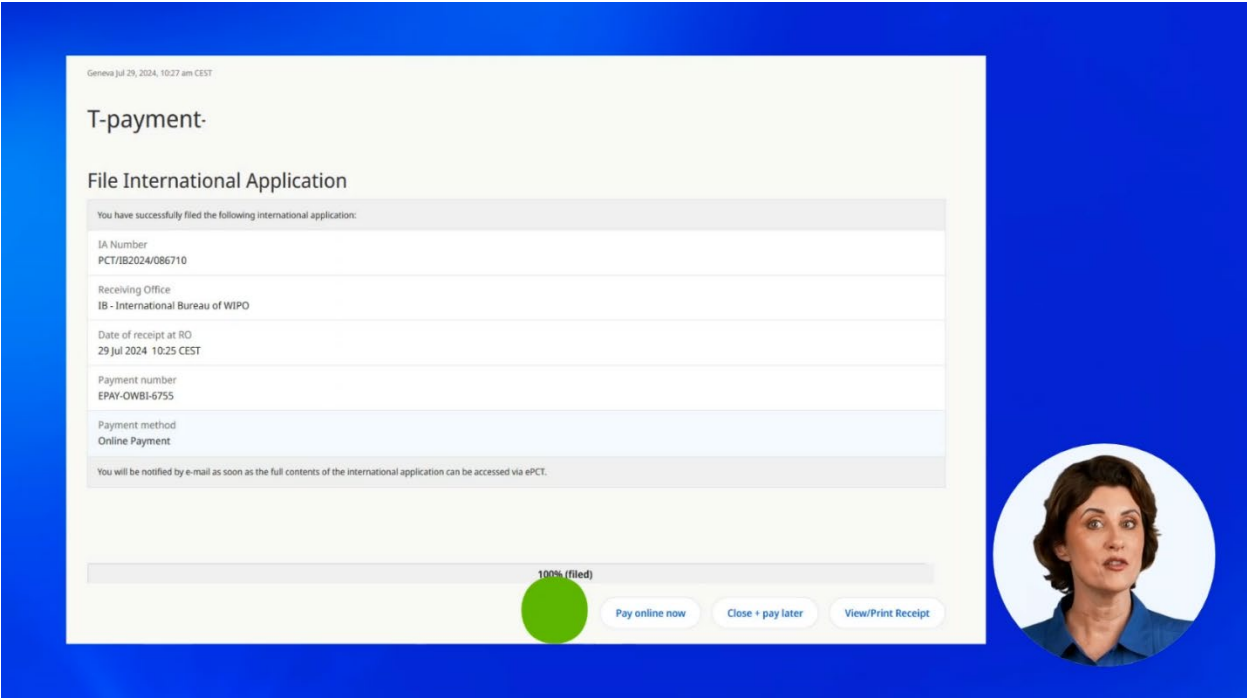 Geneva Jul 29, 2024, 10:27 am CEST
T-payment-
File International Application
You have successfully filed the following international application:
IA Number
PCT/IB2024/086710
Receiving Office
IB - International Bureau of WIPO
Date of receipt at RO
29 Jul 2024 10:25 CEST
Payment number
EPAY-OWBI-6755
Payment method
Online Payment
You will be notified by e-mail as soon as the full contents of the international application can be accessed via ePCT.
100% (filed)
Pay online now Close + pay later View/Print Receipt